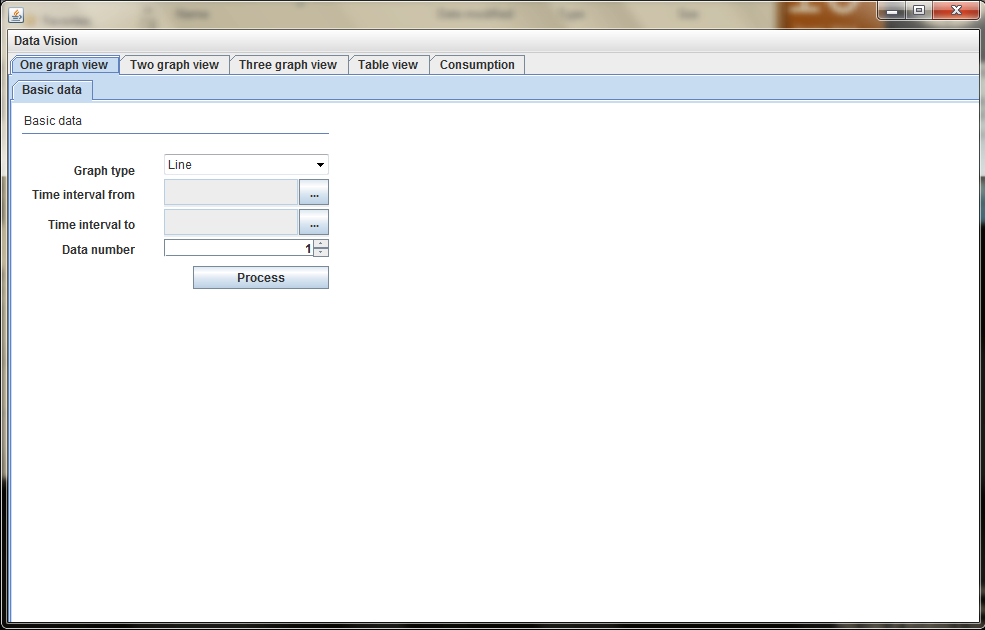 Data Vision
One graph view Two graph view Three graph view Table view Consumption
Basic data
Basic data
Graph type Line
Time interval from ...
Time interval to ...
Data number 1
Process